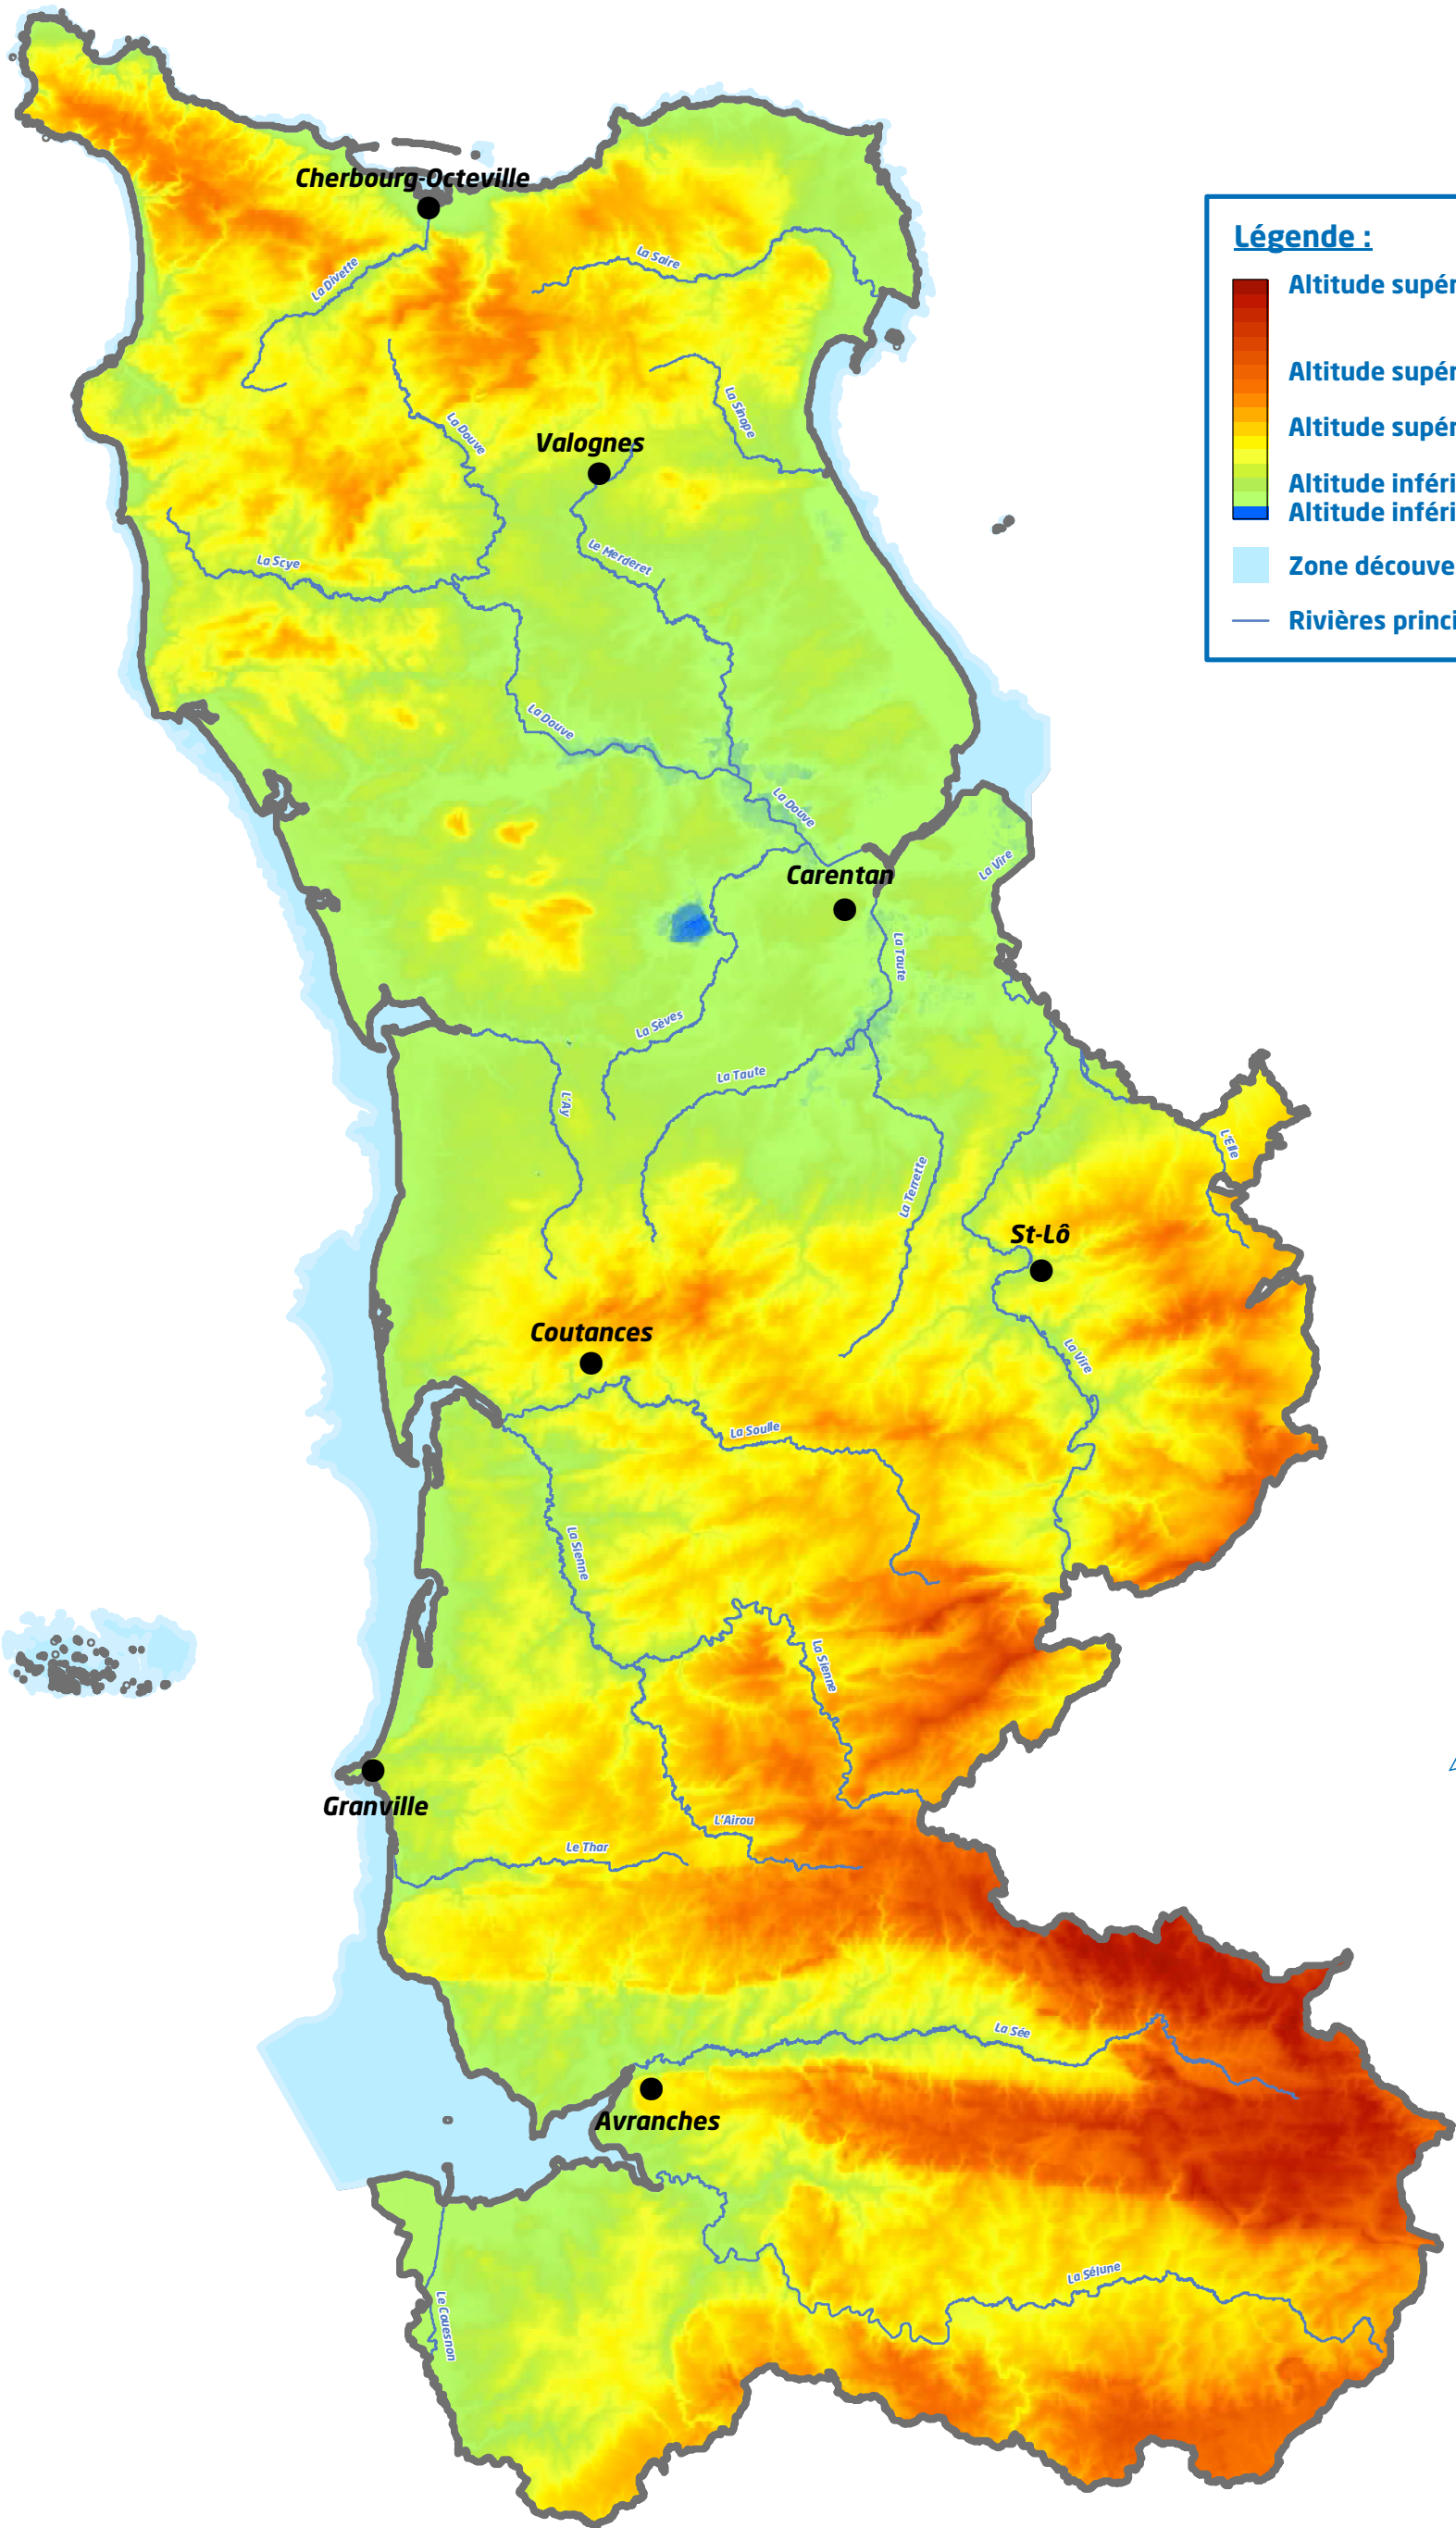 Cherbourg-Octeville
Légende :
La Saire
La Divette
Altitude supér
Altitude supér
La Sinope
La Douve
Altitude supér
Valognes
Altitude inféri
Altitude inféri
Le Merderet
La Scye
Zone découve
Rivières princi
La Douve
La Douve
La Vire
Carentan
La Taute
La Sèves
La Taute
L'Ay
L'Elle
La Terrette
St-Lô
Coutances
La Vire
La Soulle
La Sienne
La Sienne
Granville
L'Airou
Le Thar
La Sée
Avranches
La Sélune
Le Couesnon